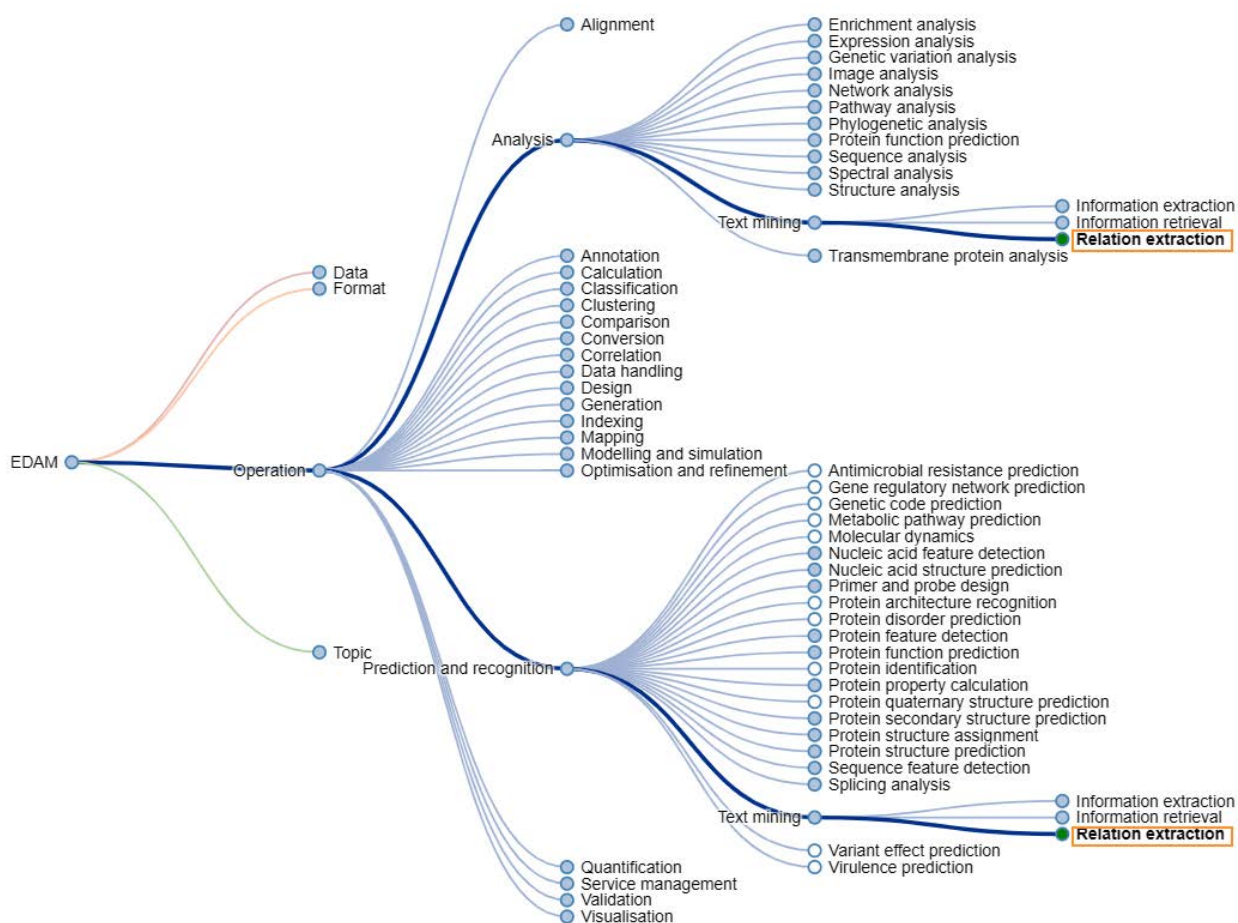 Alignment
Enrichment analysis
Expression analysis
Genetic variation analysis
Image analysis
Network analysis
Pathway analysis
Phylogenetic analysis
Analysis
Protein function prediction
Sequence analysis
Spectral analysis
Structure analysis
Information extraction
Text mining
Information retrieval
Relation extraction
Transmembrane protein analysis
Annotation
Data
Calculation
Format
Classification
Clustering
Comparison
Conversion
Correlation
Data handling
Design
Generation
Indexing
Mapping
Modelling and simulation
EDAM
Operation
Optimisation and refinement
Antimicrobial resistance prediction
Gene regulatory network prediction
Genetic code prediction
Metabolic pathway prediction
Molecular dynamics
Nucleic acid feature detection
Nucleic acid structure prediction
Primer and probe design
Protein architecture recognition
Protein disorder prediction
Protein feature detection
Topic
Protein function prediction
Prediction and recognition
Protein identification
Protein property calculation
Protein quaternary structure prediction
Protein secondary structure prediction
Protein structure assignment
Protein structure prediction
Sequence feature detection
Splicing analysis
Information extraction
Text mining
Information retrieval
Relation extraction
Variant effect prediction
Quantification
Virulence prediction
Service management
Validation
Visualisation